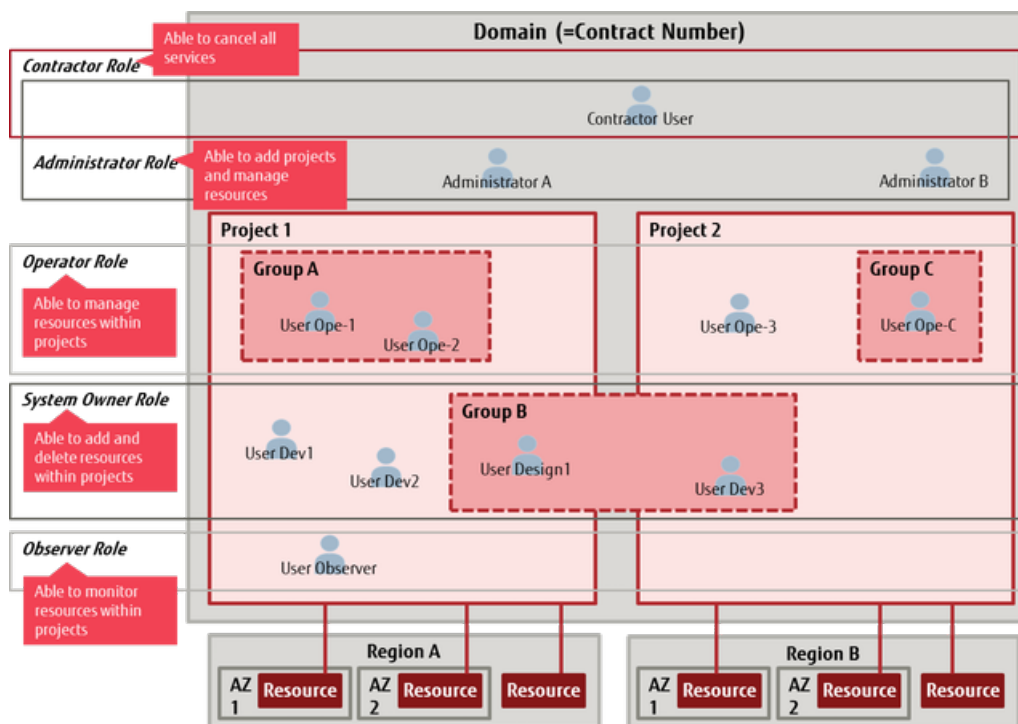 Domain (=Contract Number)
Able to cancel all
services
Contractor Role
Contractor User
Administrator Role
Able to add projects
and manage
resources
Administrator A
Administrator B
Project 1
Project 2
Operator Role
Able to manage
resources within
projects
Group A
User Ope-1
User Ope-2
User Ope-3
Group C
User Ope-C
System Owner Role
Able to add and
delete resources
within projects
User Dev1
User Dev2
Group B
User Design1
User Dev3
Observer Role
Able to monitor
resources within
projects
User Observer
Region A
AZ
1
Resource
AZ
2
Resource
Resource
Region B
AZ
1
Resource
AZ
2
Resource
Resource